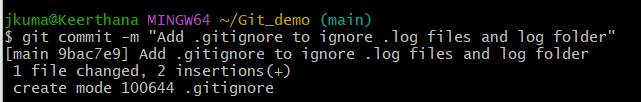 jkuma@Keerthana MINGW64 ~/Git_demo (main)
$ git commit -m "Add .gitignore to ignore .log files and log folder"
[main 9bac7e9] Add .gitignore to ignore .log files and log folder
 1 file changed, 2 insertions(+)
 create mode 100644 .gitignore